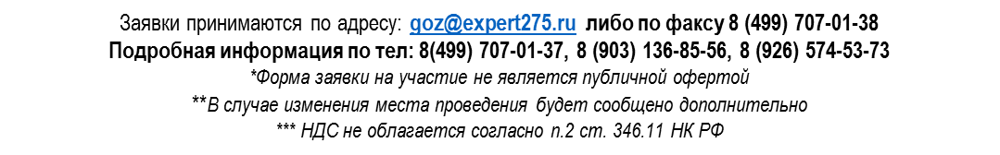 Заявки принимаются по адресу: goz@expert275.ru либо по факсу 8 (499) 707-01-38
Подробная информация по тел: 8(499) 707-01-37, 8 (903) 136-85-56, 8 (926) 574-53-73
*Форма заявки на участие не является публичной офертой
**В случае изменения места проведения будет сообщено дополнительно
*** НДС не облагается согласно п.2 ст. 346.11 НК РФ